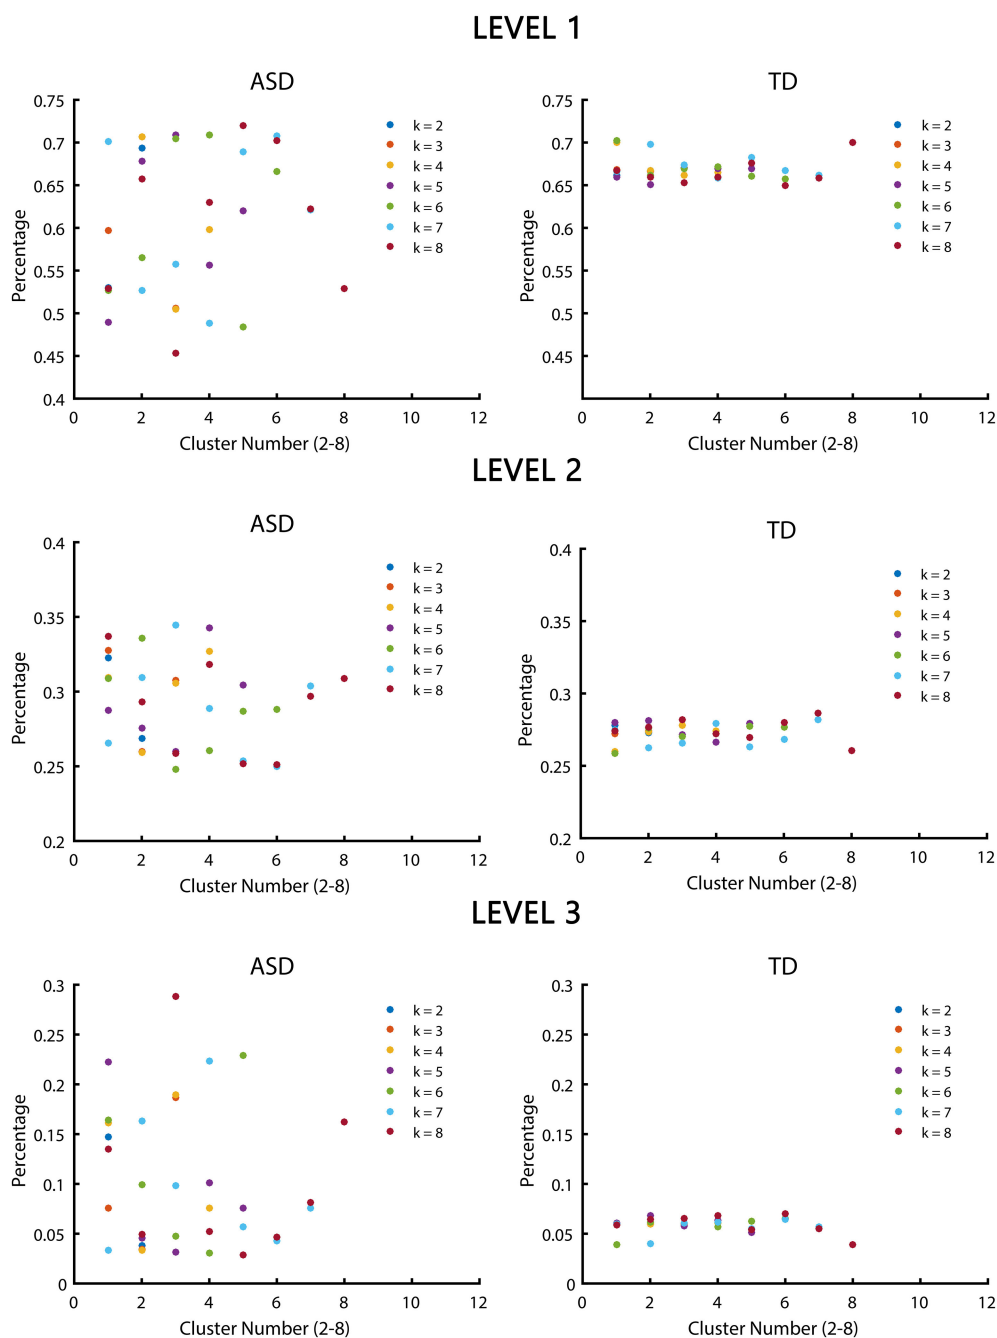 LEVEL 1
ASD
0.75
0.7
0.65
0.6
0.55
0.5
0.45
0.4
Percentage
0 2 4 6 8 10 12
Cluster Number (2-8)
k = 2
k = 3
k = 4
k = 5
k = 6
k = 7
k = 8
TD
0.75
0.7
0.65
0.6
0.55
0.5
0.45
Percentage
0 2 4 6 8 10 12
Cluster Number (2-8)
k = 2
k = 3
k = 4
k = 5
k = 6
k = 7
k = 8
LEVEL 2
ASD
0.4
0.35
0.3
0.25
0.2
Percentage
0 2 4 6 8 10 12
Cluster Number (2-8)
k = 2
k = 3
k = 4
k = 5
k = 6
k = 7
k = 8
TD
0.4
0.35
0.3
0.25
0.2
Percentage
0 2 4 6 8 10 12
Cluster Number (2-8)
k = 2
k = 3
k = 4
k = 5
k = 6
k = 7
k = 8
LEVEL 3
ASD
0.3
0.25
0.2
0.15
0.1
0.05
0
Percentage
0 2 4 6 8 10 12
Cluster Number (2-8)
k = 2
k = 3
k = 4
k = 5
k = 6
k = 7
k = 8
TD
0.3
0.25
0.2
0.15
0.1
0.05
0
Percentage
0 2 4 6 8 10 12
Cluster Number (2-8)
k = 2
k = 3
k = 4
k = 5
k = 6
k = 7
k = 8